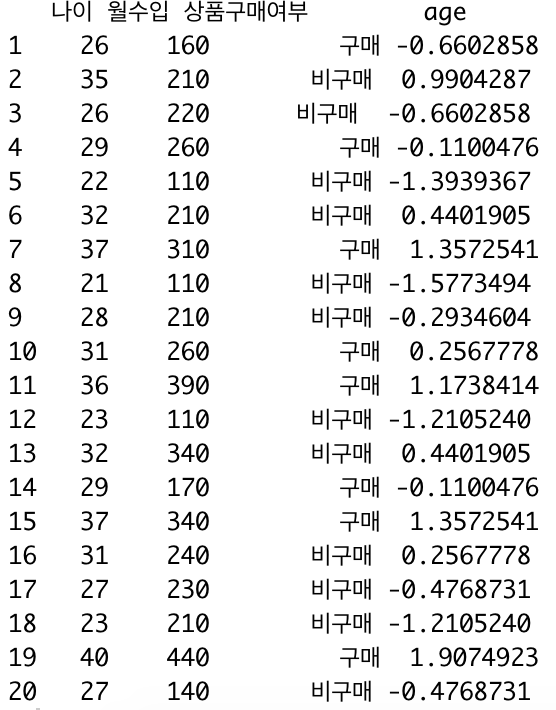 나이 월수입 상품구매여부 age
1 26 160 구매 -0.6602858
2 35 210 비구매 0.9904287
3 26 220 비구매 -0.6602858
4 29 260 구매 -0.1100476
5 22 110 비구매 -1.3939367
6 32 210 비구매 0.4401905
7 37 310 구매 1.3572541
8 21 110 비구매 -1.5773494
9 28 210 비구매 -0.2934604
10 31 260 구매 0.2567778
11 36 390 구매 1.1738414
12 23 110 비구매 -1.2105240
13 32 340 비구매 0.4401905
14 29 170 구매 -0.1100476
15 37 340 구매 1.3572541
16 31 240 비구매 0.2567778
17 27 230 비구매 -0.4768731
18 23 210 비구매 -1.2105240
19 40 440 구매 1.9074923
20 27 140 비구매 -0.4768731